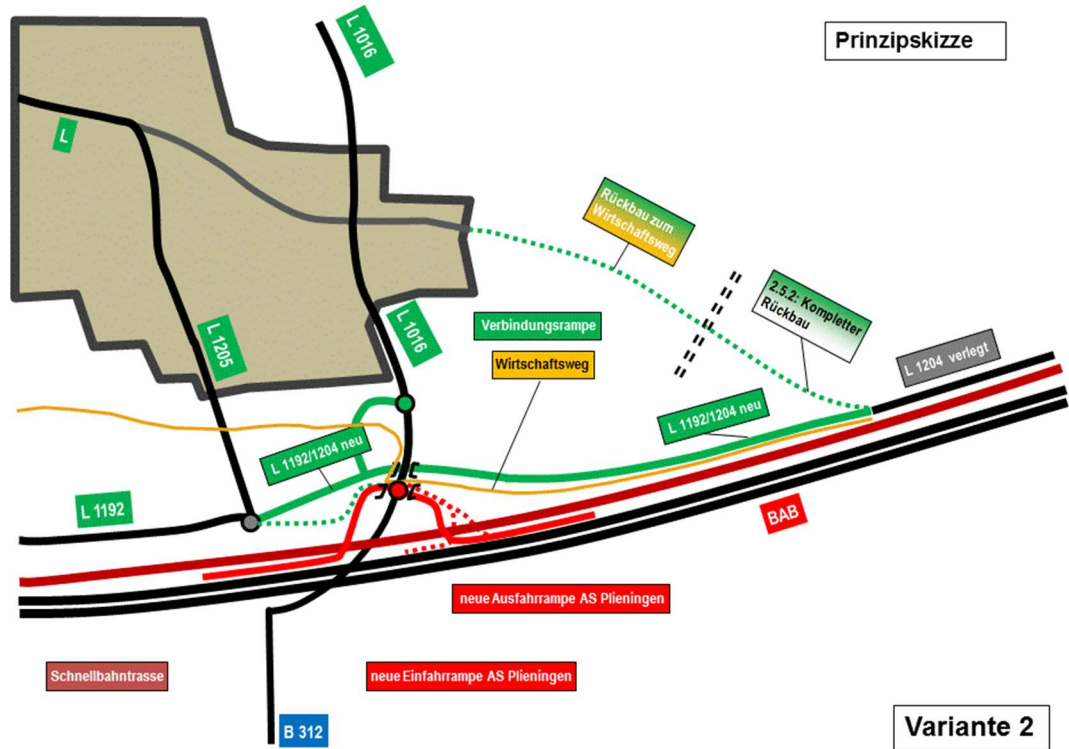 L 1016
Prinzipskizze
L
Rückbau zum
Wirtschaftsweg
2.5.2: Kompletter
Rückbau
L 1205
L 1016
Verbindungsrampe
Wirtschaftsweg
L 1204 verlegt
L 1192/1204 neu
L 1192/1204 neu
L 1192
BAB
neue Ausfahrrampe AS Plieningen
Schnellbahntrasse
neue Einfahrrampe AS Plieningen
B 312
Variante 2